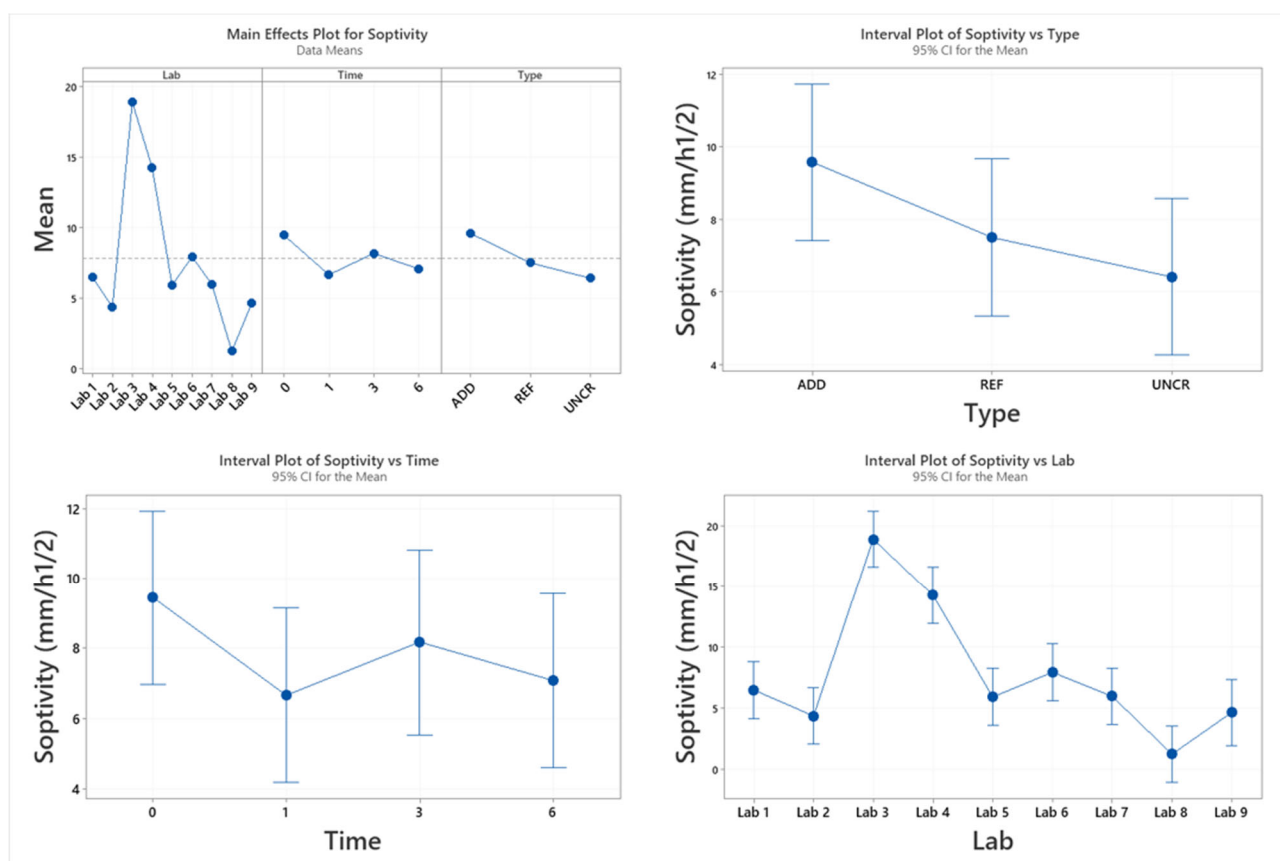 Main Effects Plot for Soptivity
Data Means
Lab Time Type
Mean
20
15
10
5
0
Lab 1 Lab 2 Lab 3 Lab 4 Lab 5 Lab 6 Lab 7 Lab 8 Lab 9 0 1 3 6 ADD REF UNCR
Interval Plot of Soptivity vs Type
95% CI for the Mean
Soptivity (mm/h1/2)
12
10
8
6
4
ADD REF UNCR
Type
Interval Plot of Soptivity vs Time
95% CI for the Mean
Soptivity (mm/h1/2)
12
10
8
6
4
0 1 3 6
Time
Interval Plot of Soptivity vs Lab
95% CI for the Mean
Soptivity (mm/h1/2)
20
15
10
5
0
Lab 1 Lab 2 Lab 3 Lab 4 Lab 5 Lab 6 Lab 7 Lab 8 Lab 9
Lab